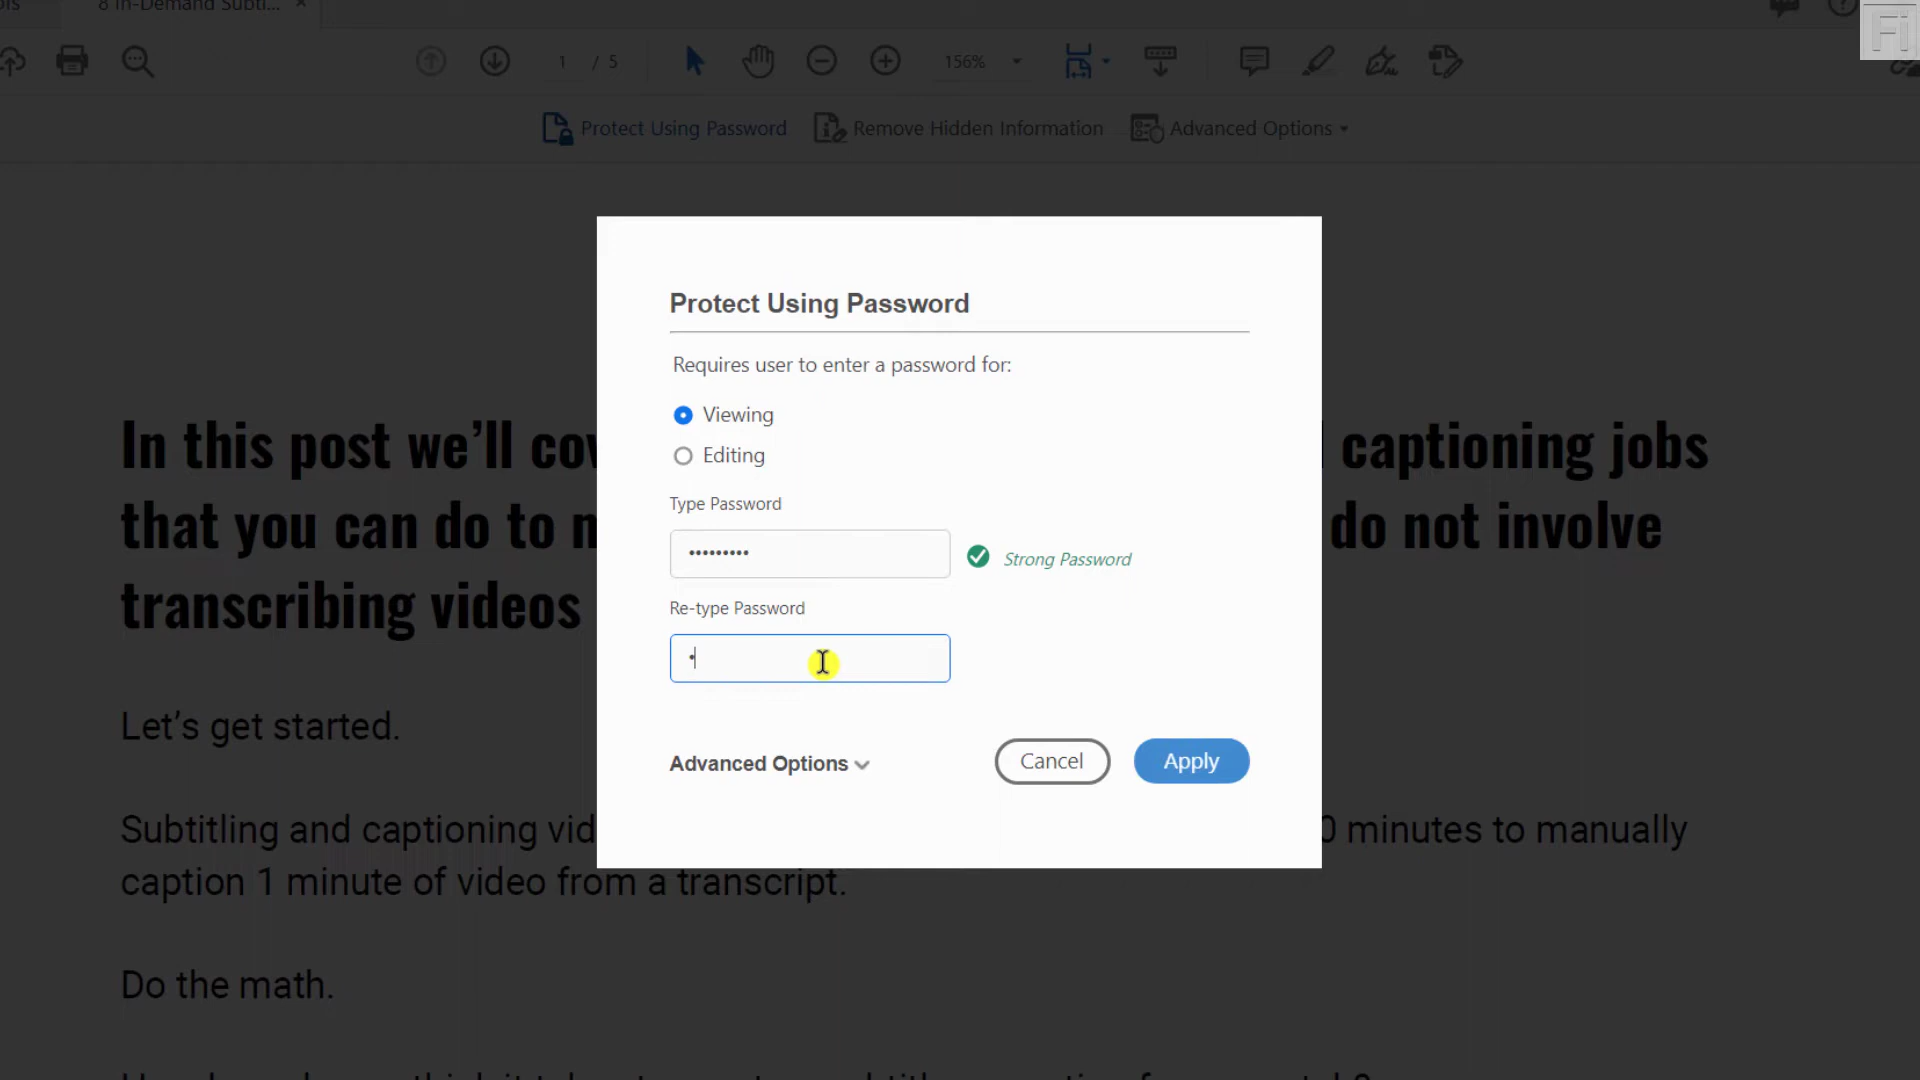 8 In-Demand Subti... ×
1 / 5 156%
Protect Using Password Remove Hidden Information Advanced Options
Protect Using Password
Requires user to enter a password for:
Viewing
Editing
Type Password
•••••••••
Strong Password
Re-type Password
•
Advanced Options Cancel Apply
In this post we’ll captioning jobs
that you can do to do not involve
transcribing videos
Let’s get started.
Subtitling and captioning minutes to manually
caption 1 minute of video from a transcript.
Do the math.
Fi